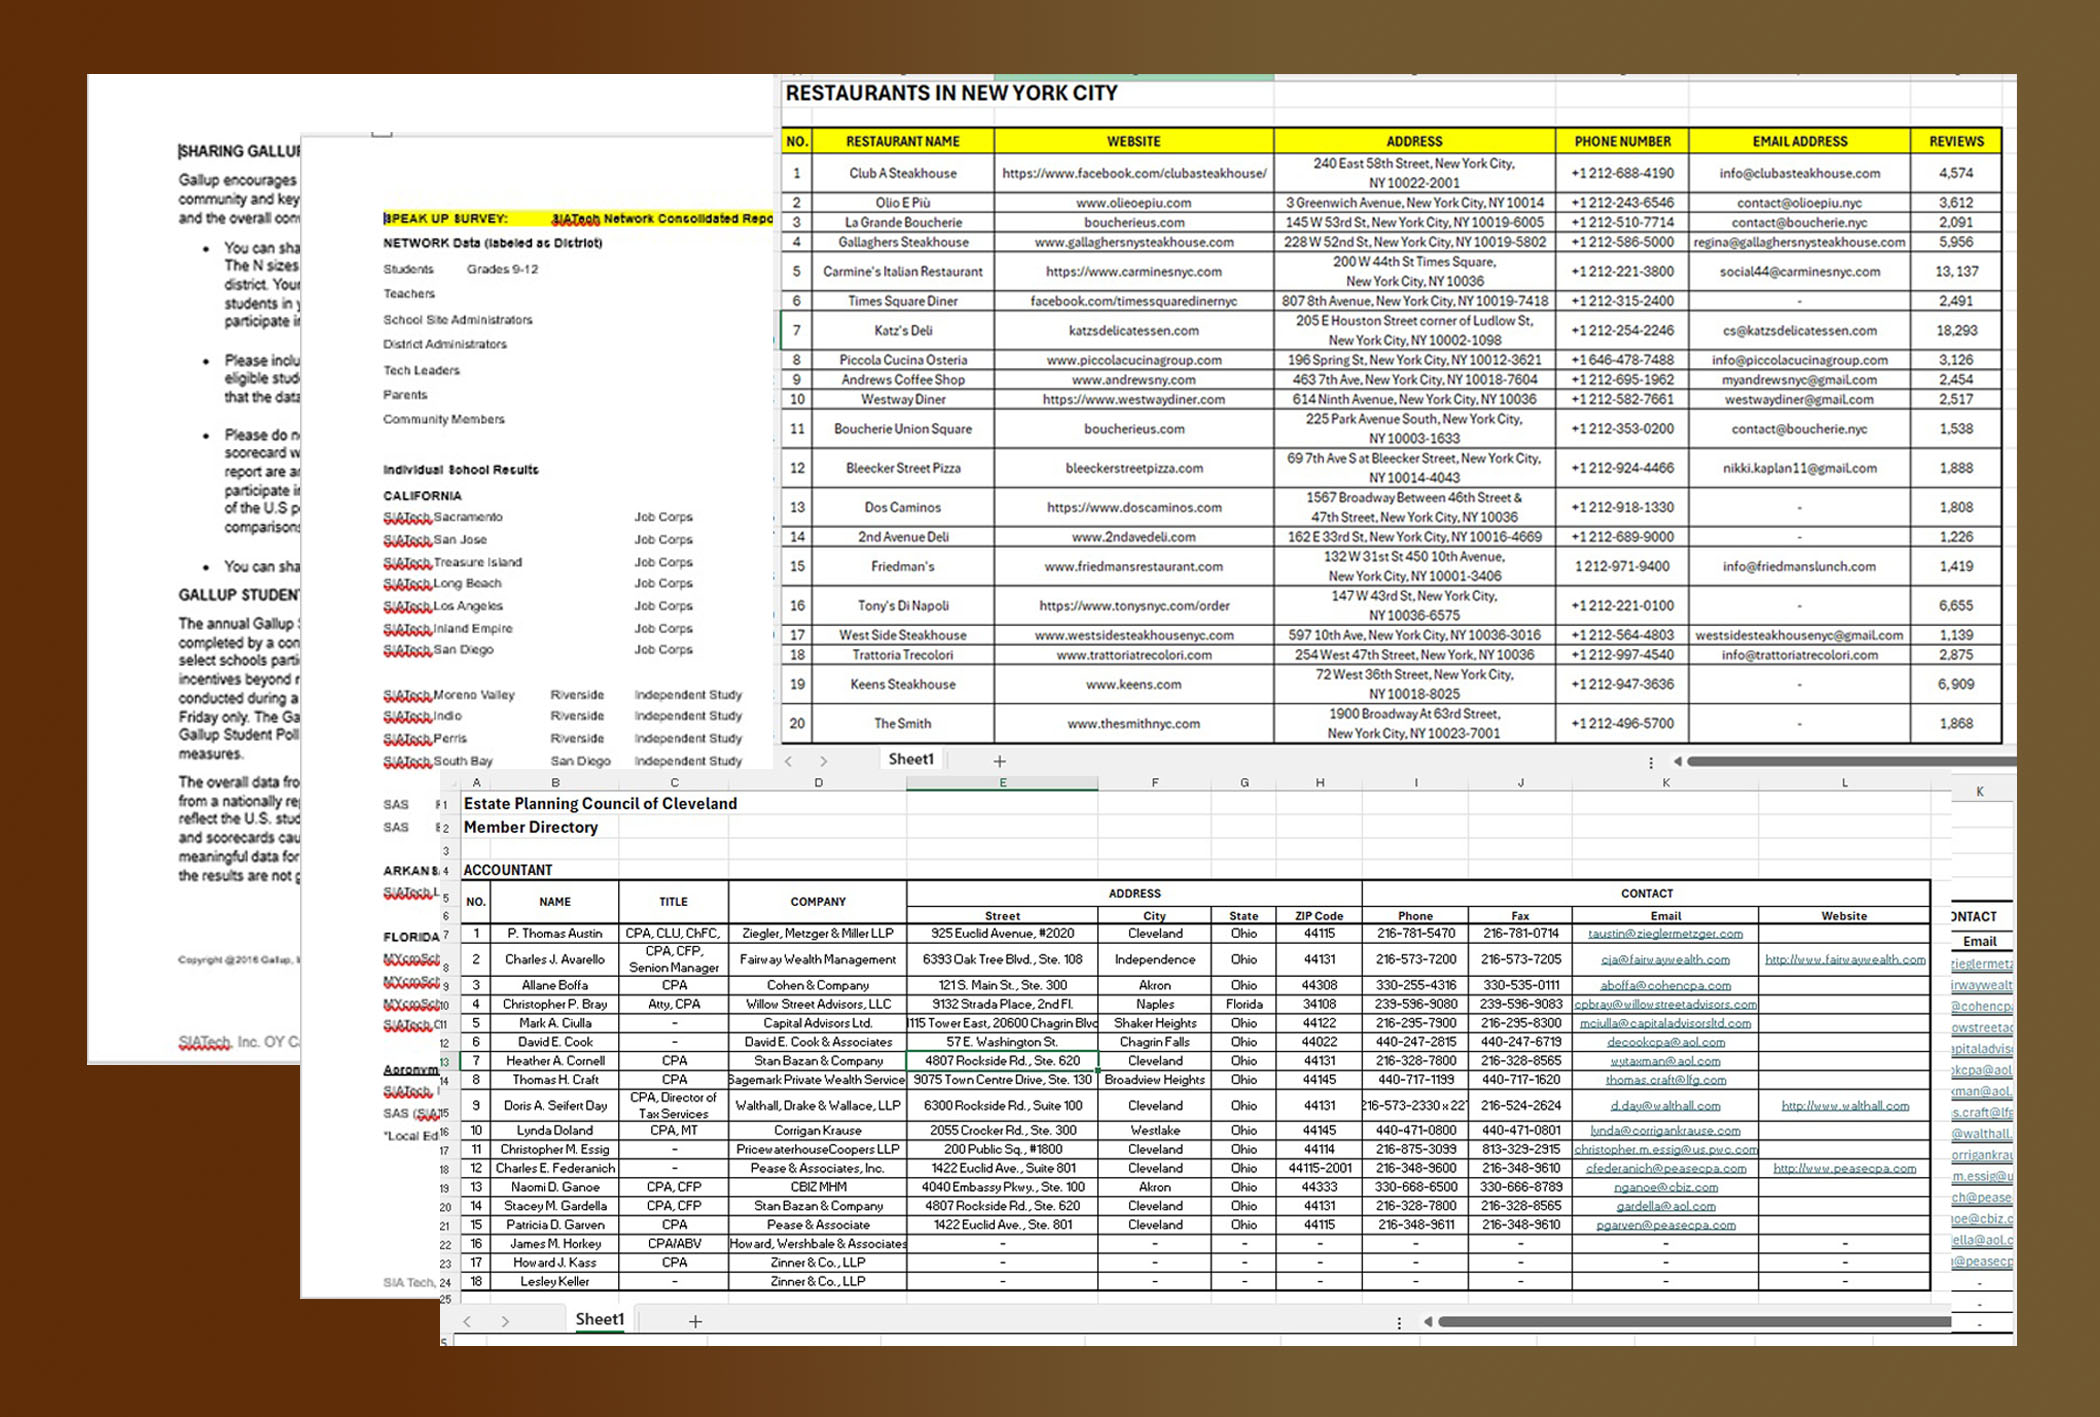 SHARING GALLUP
Gallup encourages
community and key
and the overall con
• You can sha
The N sizes
district. Your
students in y
participate in
• Please inclu
eligible stud
that the data
• Please do n
scorecard w
report are a
participate in
of the U.S p
comparisons
• You can sha
GALLUP STUDENT
The annual Gallup
completed by a con
select schools parti
incentives beyond r
conducted during a
Friday only. The Ga
Gallup Student Poll
measures.
The overall data fro
from a nationally re
reflect the U.S. stud
and scorecards cau
meaningful data for
the results are not g
Copyright @2016 Gallup, I
SIATech, Inc. OY C
SPEAK UP SURVEY: SIATech Network Consolidated Repo
NETWORK Data (labeled as District)
Students Grades 9-12
Teachers
School Site Administrators
District Administrators
Tech Leaders
Parents
Community Members
Individual School Results
CALIFORNIA
SIATech Sacramento Job Corps
SIATech San Jose Job Corps
SIATech Treasure Island Job Corps
SIATech Long Beach Job Corps
SIATech Los Angeles Job Corps
SIATech Inland Empire Job Corps
SIATech San Diego Job Corps
SIATech Moreno Valley Riverside Independent Study
SIATech Indio Riverside Independent Study
SIATech Perris Riverside Independent Study
SIATech South Bay San Diego Independent Study
SAS
SAS
ARKANS
SIATech L
FLORIDA
MYcroSch
MYcroSch
MYcroSch
SIATech G
Acronym
SIATech, I
SAS (SIA
"Local Ed
SIA Tech,
RESTAURANTS IN NEW YORK CITY
NO. RESTAURANT NAME WEBSITE ADDRESS PHONE NUMBER EMAIL ADDRESS REVIEWS
1 Club A Steakhouse https://www.facebook.com/clubasteakhouse/ 240 East 58th Street, New York City, NY 10022-2001 +1 212-688-4190 info@clubasteakhouse.com 4,574
2 Olio E Più www.olieoepiu.com 3 Greenwich Avenue, New York City, NY 10014 +1 212-243-6546 contact@olioepiu.nyc 3,612
3 La Grande Boucherie boucherieus.com 145 W 53rd St, New York City, NY 10019-6005 +1 212-510-7714 contact@boucherie.nyc 2,091
4 Gallaghers Steakhouse www.gallaghersnysteakhouse.com 228 W 52nd St, New York City, NY 10019-5802 +1 212-586-5000 regina@gallaghersnysteakhouse.com 5,956
5 Carmine's Italian Restaurant https://www.carminesnyc.com 200 W 44th St Times Square, New York City, NY 10036 +1 212-221-3800 social44@carminesnyc.com 13, 137
6 Times Square Diner facebook.com/timessquaredinernyc 807 8th Avenue, New York City, NY 10019-7418 +1 212-315-2400 - 2,491
7 Katz's Deli katzsdelicatessen.com 205 E Houston Street corner of Ludlow St, New York City, NY 10002-1098 +1 212-254-2246 cs@katzsdelicatessen.com 18,293
8 Piccola Cucina Osteria www.piccolacucinagroup.com 196 Spring St, New York City, NY 10012-3621 +1 646-478-7488 info@piccolacucinagroup.com 3,126
9 Andrews Coffee Shop www.andrewsny.com 463 7th Ave, New York City, NY 10018-7604 +1 212-695-1962 myandrewsnyc@gmail.com 2,454
10 Westway Diner https://www.westwaydiner.com 614 Ninth Avenue, New York City, NY 10036 +1 212-582-7661 westwaydiner@gmail.com 2,517
11 Boucherie Union Square boucherieus.com 225 Park Avenue South, New York City, NY 10003-1633 +1 212-353-0200 contact@boucherie.nyc 1,538
12 Bleecker Street Pizza bleeckerstreetpizza.com 69 7th Ave S at Bleecker Street, New York City, NY 10014-4043 +1 212-924-4466 nikki.kaplan11@gmail.com 1,888
13 Dos Caminos https://www.doscaminos.com 1567 Broadway Between 46th Street & 47th Street, New York City, NY 10036 +1 212-918-1330 - 1,808
14 2nd Avenue Deli www.2ndavedeli.com 162 E 33rd St, New York City, NY 10016-4669 +1 212-689-9000 - 1,226
15 Friedman's www.friedmansrestaurant.com 132 W 31st St 450 10th Avenue, New York City, NY 10001-3406 1 212-971-9400 info@friedmanslunch.com 1,419
16 Tony's Di Napoli https://www.tonysnyc.com/order 147 W 43rd St, New York City, NY 10036-6575 +1 212-221-0100 - 6,655
17 West Side Steakhouse www.westsidesteakhousenyc.com 597 10th Ave, New York City, NY 10036-3016 +1 212-564-4803 westsidesteakhousenyc@gmail.com 1,139
18 Trattoria Trecolori www.trattoriatrecolori.com 254 West 47th Street, New York City, NY 10036 +1 212-997-4540 info@trattoriatrecolori.com 2,875
19 Keens Steakhouse www.keens.com 72 West 36th Street, New York City, NY 10018-8025 +1 212-947-3636 - 6,909
20 The Smith www.thesmithnyc.com 1900 Broadway At 63rd Street, New York City, NY 10023-7001 +1 212-496-5700 - 1,868
Sheet1 +
A B C D E F G H I J K L
1 Estate Planning Council of Cleveland
2 Member Directory
3
4 ACCOUNTANT
5 NO. NAME TITLE COMPANY ADDRESS CONTACT
6 Street City State ZIP Code Phone Fax Email Website
7 1 P. Thomas Austin CPA, CLU, ChFC, Ziegler, Metzger & Miller LLP 925 Euclid Avenue, #2020 Cleveland Ohio 44115 216-781-5470 216-781-0714 taustin@zieglermetzger.com
8 2 Charles J. Avarello CPA, CFP, Senion Manager Fairway Wealth Management 6393 Oak Tree Blvd., Ste. 108 Independence Ohio 44131 216-573-7200 216-573-7205 cja@fairwaywealth.com http://www.fairwaywealth.com
9 3 Allane Boffa CPA Cohen & Company 121 S. Main St., Ste. 300 Akron Ohio 44308 330-255-4316 330-535-0111 aboffa@cohencpa.com
10 4 Christopher P. Bray Atty, CPA Willow Street Advisors, LLC 9132 Strada Place, 2nd Fl. Naples Florida 34108 239-596-9080 239-596-9083 cpbray@willowstreetadvisors.com
11 5 Mark A. Ciulla - Capital Advisors Ltd. 1115 Tower East, 20600 Chagrin Blvd Shaker Heights Ohio 44122 216-295-7900 216-295-8300 mciulla@capitaladvisorsltd.com
12 6 David E. Cook - David E. Cook & Associates 57 E. Washington St. Chagrin Falls Ohio 44022 440-247-2815 440-247-6719 decookcpa@aol.com
13 7 Heather A. Cornell CPA Stan Bazan & Company 4807 Rockside Rd., Ste. 620 Cleveland Ohio 44131 216-328-7800 216-328-8565 wytaxman@aol.com
14 8 Thomas H. Craft CPA Sagemark Private Wealth Service 9075 Town Centre Drive, Ste. 130 Broadview Heights Ohio 44145 440-717-1199 440-717-1620 thomas.craft@lfg.com
15 9 Doris A. Seifert Day CPA, Director of Tax Services Walthall, Drake & Wallace, LLP 6300 Rockside Rd., Suite 100 Cleveland Ohio 44131 216-573-2330 x 227 216-524-2624 d.day@walthall.com http://www.walthall.com
16 10 Lynda Doland CPA, MT Corrigan Krause 2055 Crocker Rd., Ste. 300 Westlake Ohio 44145 440-471-0800 440-471-0801 lynda@corrigankrause.com
17 11 Christopher M. Essig - PricewaterhouseCoopers LLP 200 Public Sq., #1800 Cleveland Ohio 44114 216-875-3099 813-329-2915 christopher.m.essig@us.pwc.com
18 12 Charles E. Federanich - Pease & Associates, Inc. 1422 Euclid Ave., Suite 801 Cleveland Ohio 44115-2001 216-348-9600 216-348-9610 cfederanich@peasecpa.com http://www.peasecpa.com
19 13 Naomi D. Ganoe CPA, CFP CBIZ MHM 4040 Embassy Pkwy., Ste. 100 Akron Ohio 44333 330-668-6500 330-666-8789 nganoe@cbiz.com
20 14 Stacey M. Gardella CPA, CFP Stan Bazan & Company 4807 Rockside Rd., Ste. 620 Cleveland Ohio 44131 216-328-7800 216-328-8565 gardella@aol.com
21 15 Patricia D. Garven CPA Pease & Associate 1422 Euclid Ave., Ste. 801 Cleveland Ohio 44115 216-348-9611 216-348-9610 pgarven@peasecpa.com
22 16 James M. Horkey CPA/ABV Howard, Wershbale & Associates - - - - - - - -
23 17 Howard J. Kass CPA Zinner & Co., LLP - - - - - - - -
24 18 Lesley Keller - Zinner & Co., LLP - - - - - - - -
25
Sheet1 +
K
ONTACT
Email
zieglermetz
irwaywealt
@cohencpa
owstreetad
apitaladvis
okcpa@aol
xman@aol.
s.craft@lfg
@walthall.
orrigankrau
m.essig@u
ch@pease
noe@cbiz.c
ella@aol.c
n@peasecp
-
-
-